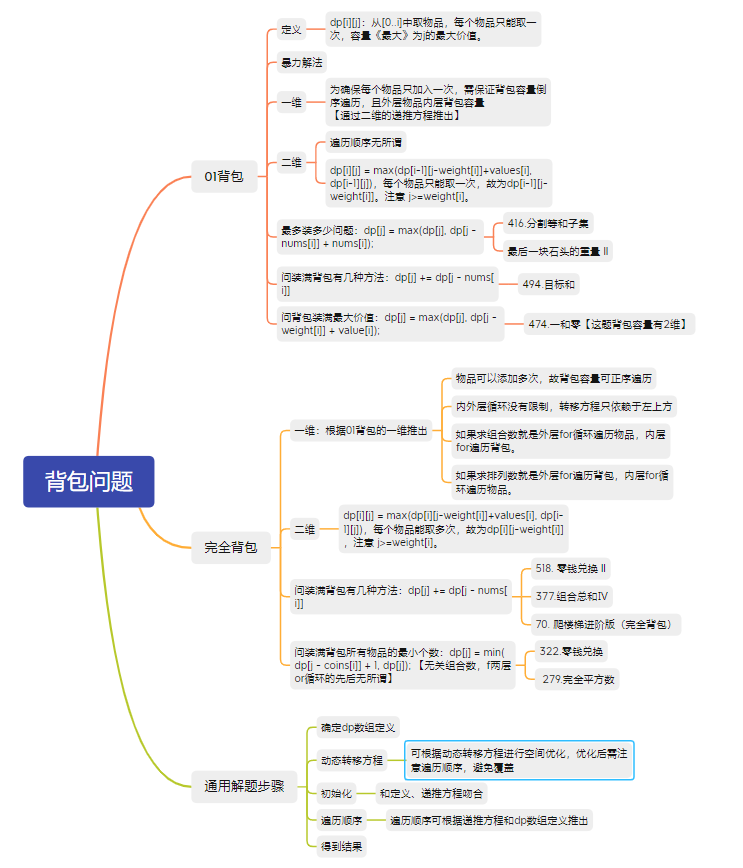 背包问题
01背包
定义
dp[i][j]：从[0..i]中取物品，每个物品只能取一
次，容量《最大》为j的最大价值。
暴力解法
一维
为确保每个物品只加入一次，需保证背包容量倒
序遍历，且外层物品内层背包容量
【通过二维的递推方程推出】
二维
遍历顺序无所谓
dp[i][j] = max(dp[i-1][j-weight[i]]+values[i],
dp[i-1][j])，每个物品只能取一次，故为dp[i-1][j-
weight[i]]。注意 j>=weight[i]。
最多装多少问题：dp[j] = max(dp[j], dp[j -
nums[i]] + nums[i]);
416.分割等和子集
最后一块石头的重量 II
问装满背包有几种方法：dp[j] += dp[j - nums[
i]]
494.目标和
问背包装满最大价值：dp[j] = max(dp[j], dp[j -
weight[i]] + value[i]);
474.一和零【这题背包容量有2维】
完全背包
一维：根据01背包的一维推出
物品可以添加多次，故背包容量可正序遍历
内外层循环没有限制，转移方程只依赖于左上方
如果求组合数就是外层for循环遍历物品，内层
for遍历背包。
如果求排列数就是外层for遍历背包，内层for循
环遍历物品。
二维
dp[i][j] = max(dp[i][j-weight[i]]+values[i], dp[i-
1][j])，每个物品能取多次，故为dp[i][j-weight[i]]
，注意 j>=weight[i]。
问装满背包有几种方法：dp[j] += dp[j - nums[
i]]
518. 零钱兑换 II
377.组合总和Ⅳ
70. 爬楼梯进阶版（完全背包）
问装满背包所有物品的最小个数：dp[j] = min(
dp[j - coins[i]] + 1, dp[j]);【无关组合数，f两层
or循环的先后无所谓】
322.零钱兑换
279.完全平方数
通用解题步骤
确定dp数组定义
动态转移方程
可根据动态转移方程进行空间优化，优化后需注
意遍历顺序，避免覆盖
初始化
和定义、递推方程吻合
遍历顺序
遍历顺序可根据递推方程和dp数组定义推出
得到结果